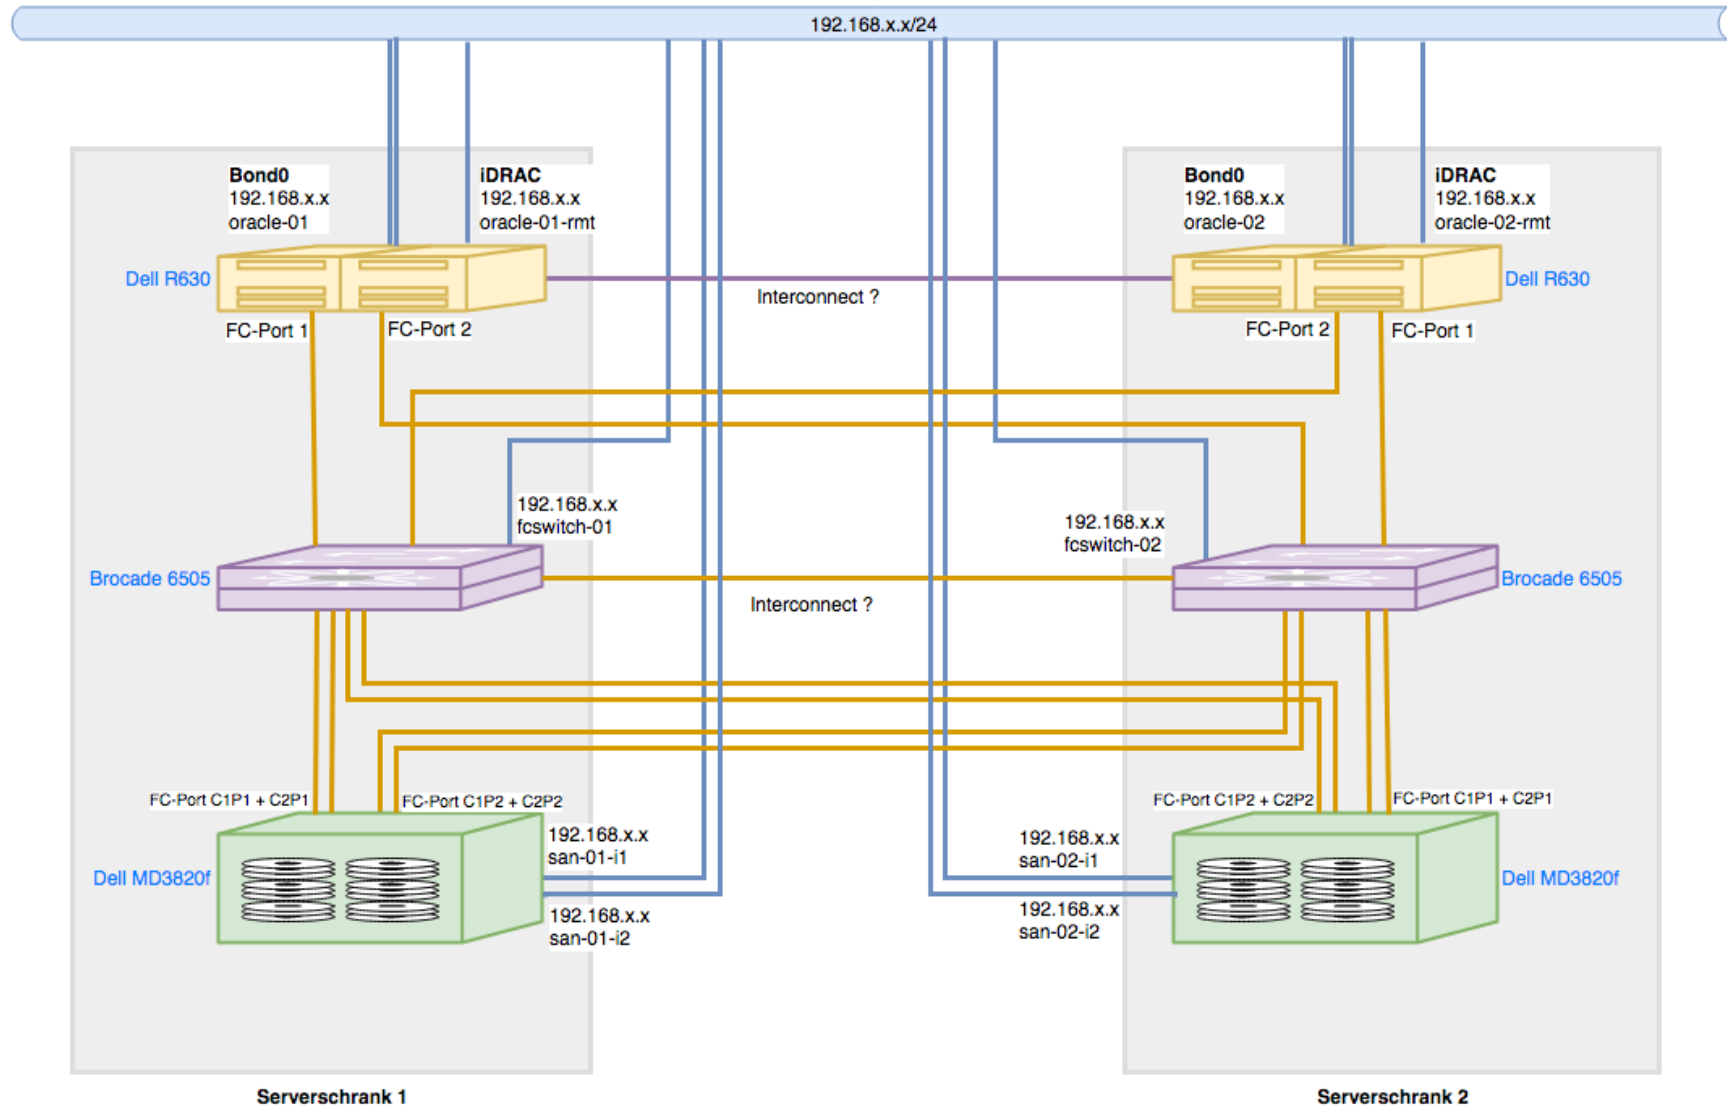 192.168.x.x/24
Bond0
192.168.x.x
oracle-01
iDRAC
192.168.x.x
oracle-01-rmt
Bond0
192.168.x.x
oracle-02
iDRAC
192.168.x.x
oracle-02-rmt
Dell R630
Interconnect ?
Dell R630
FC-Port 1
FC-Port 2
FC-Port 2
FC-Port 1
192.168.x.x
fcswitch-01
192.168.x.x
fcswitch-02
Brocade 6505
Interconnect ?
Brocade 6505
FC-Port C1P1 + C2P1
FC-Port C1P2 + C2P2
FC-Port C1P2 + C2P2
FC-Port C1P1 + C2P1
192.168.x.x
san-01-i1
192.168.x.x
san-02-i1
Dell MD3820f
Dell MD3820f
192.168.x.x
san-01-i2
192.168.x.x
san-02-i2
Serverschrank 1
Serverschrank 2